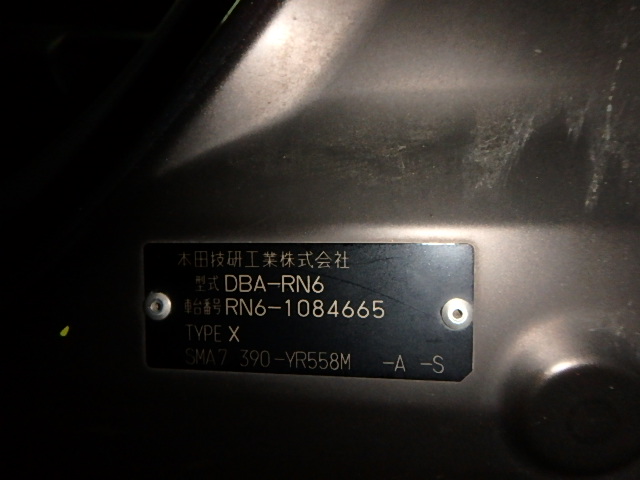 本田技研工業株式会社
型式 DBA-RN6
車台番号 RN6-1084665
TYPE X
SMA7 390-YR558M -A -S